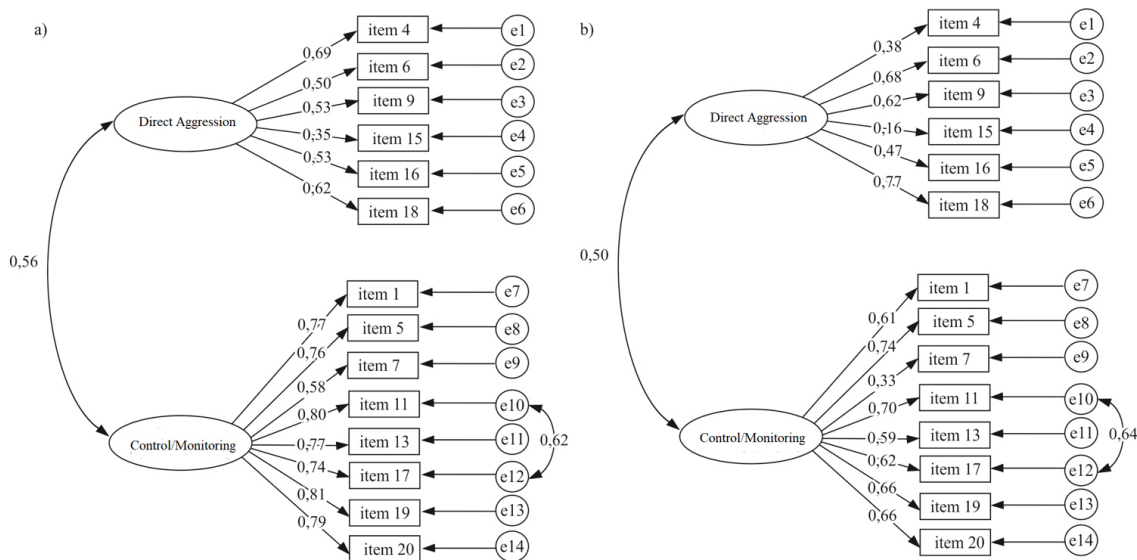 a)
item 4
e1
0,69
item 6
e2
0,50
item 9
e3
0,53
Direct Aggression
item 15
e4
0,35
item 16
e5
0,53
item 18
e6
0,62
0,56
item 1
e7
0,77
item 5
e8
0,76
item 7
e9
0,58
item 11
e10
0,80
Control/Monitoring
item 13
e11
0,77
0,62
item 17
e12
0,74
item 19
e13
0,81
item 20
e14
0,79
b)
item 4
e1
0,38
item 6
e2
0,68
item 9
e3
0,62
Direct Aggression
item 15
e4
0,16
item 16
e5
0,47
item 18
e6
0,77
0,50
item 1
e7
0,61
item 5
e8
0,74
item 7
e9
0,33
item 11
e10
0,70
Control/Monitoring
item 13
e11
0,59
0,64
item 17
e12
0,62
item 19
e13
0,66
item 20
e14
0,66